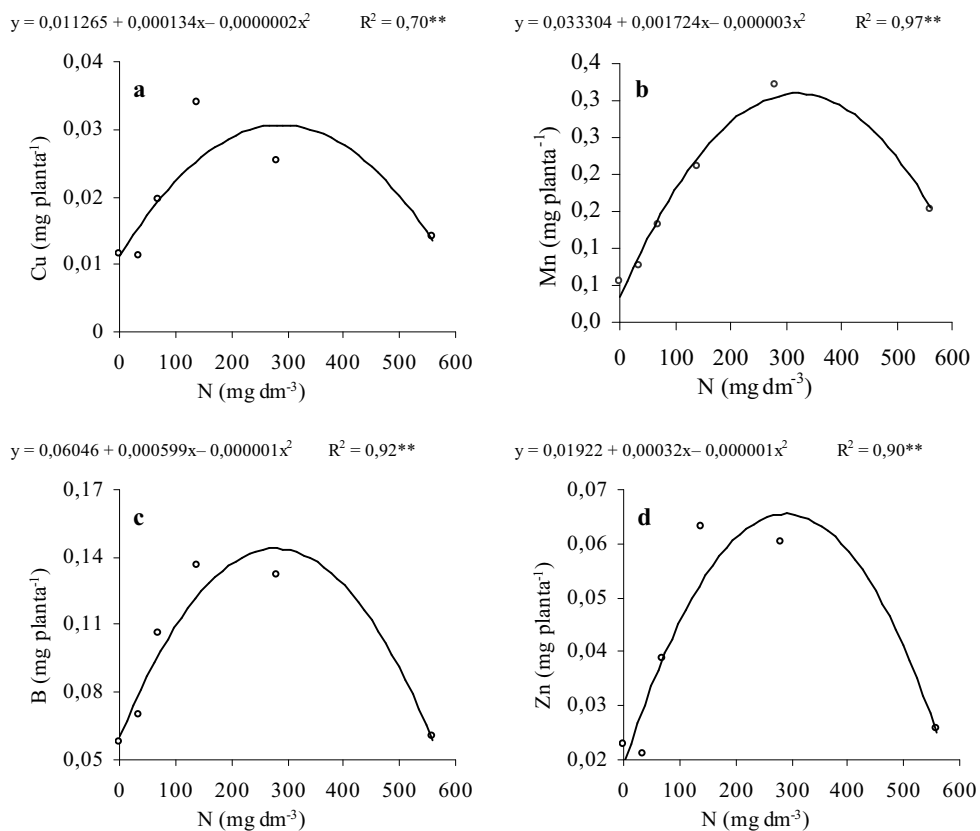 y = 0,011265 + 0,000134x– 0,0000002x² R² = 0,70**
a
Cu (mg planta⁻¹)
0,04
0,03
0,02
0,01
0
0 100 200 300 400 500 600
N (mg dm⁻³)
y = 0,033304 + 0,001724x– 0,000003x² R² = 0,97**
b
Mn (mg planta⁻¹)
0,4
0,3
0,3
0,2
0,2
0,1
0,1
0,0
0 100 200 300 400 500 600
N (mg dm⁻³)
y = 0,06046 + 0,000599x– 0,000001x² R² = 0,92**
c
B (mg planta⁻¹)
0,17
0,14
0,11
0,08
0,05
0 100 200 300 400 500 600
N (mg dm⁻³)
y = 0,01922 + 0,00032x– 0,000001x² R² = 0,90**
d
Zn (mg planta⁻¹)
0,07
0,06
0,05
0,04
0,03
0,02
0 100 200 300 400 500 600
N (mg dm⁻³)